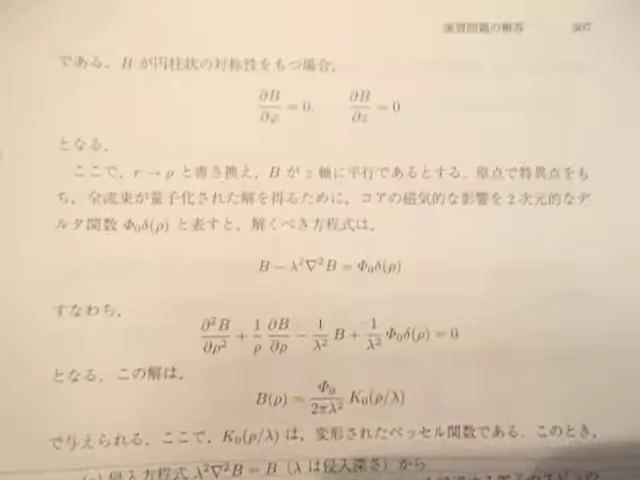 演習問題の解答 307
である. B が円柱状の対称性をもつ場合,
∂B/∂φ = 0, ∂B/∂z = 0
となる.
ここで, r → ρ と書き換え, B が z 軸に平行であるとする. 原点で特異点をも
ち, 全流束が量子化された解を得るために, コアの磁気的な影響を 2 次元的なデ
ルタ関数 Φ₀δ(ρ) と表すと, 解くべき方程式は,
B − λ²∇²B = Φ₀δ(ρ)
すなわち,
∂²B/∂ρ² + 1/ρ ∂B/∂ρ − 1/λ² B + 1/λ² Φ₀δ(ρ) = 0
となる. この解は,
B(ρ) = Φ₀/2πλ² K₀(ρ/λ)
で与えられる. ここで, K₀(ρ/λ) は, 変形されたベッセル関数である. このとき,
侵入方程式 λ²∇²B = B (λ は侵入深さ) から